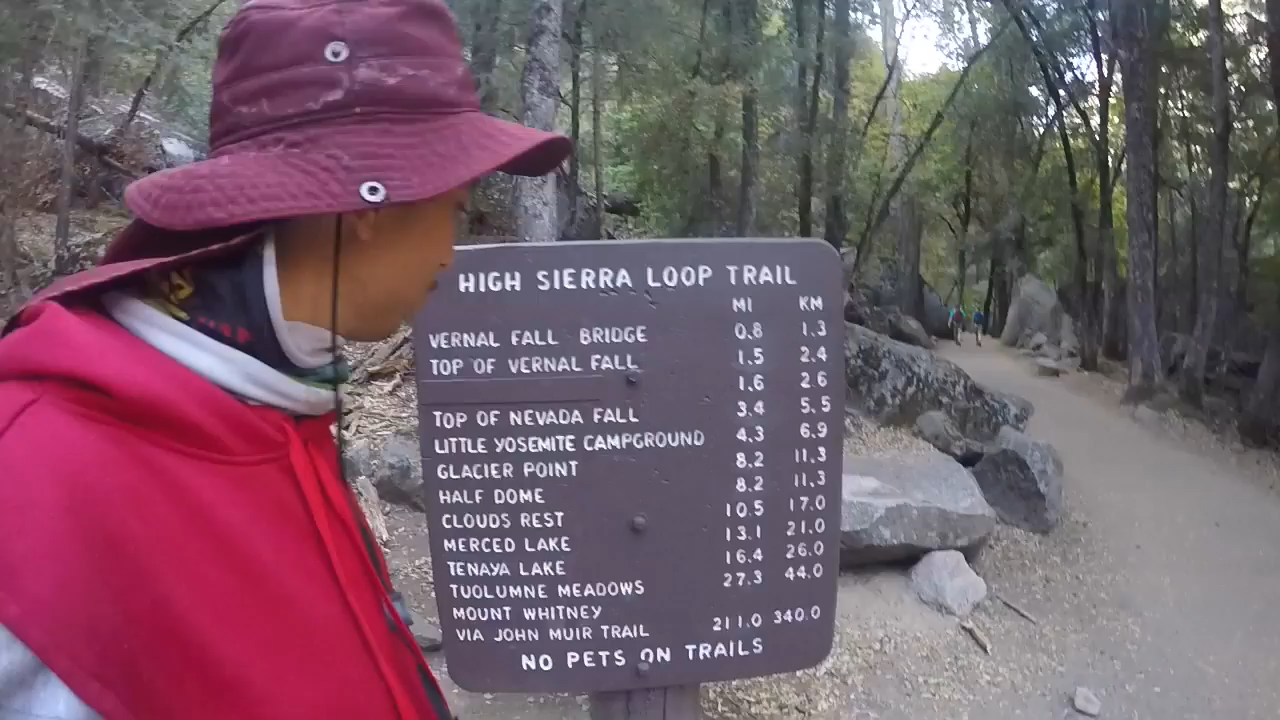 HIGH SIERRA LOOP TRAIL
MI KM
VERNAL FALL BRIDGE 0.8 1.3
TOP OF VERNAL FALL 1.5 2.4
1.6 2.6
TOP OF NEVADA FALL 3.4 5.5
LITTLE YOSEMITE CAMPGROUND 4.3 6.9
GLACIER POINT 8.2 11.3
HALF DOME 8.2 11.3
CLOUDS REST 10.5 17.0
MERCED LAKE 13.1 21.0
TENAYA LAKE 16.4 26.0
TUOLUMNE MEADOWS 27.3 44.0
MOUNT WHITNEY
VIA JOHN MUIR TRAIL 211.0 340.0
NO PETS ON TRAILS